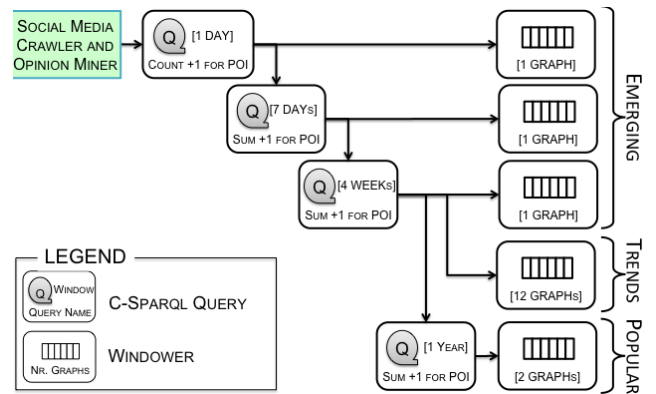 SOCIAL MEDIA
CRAWLER AND
OPINION MINER
Q [1 DAY]
COUNT +1 FOR POI
[1 GRAPH]
Q [7 DAYS]
SUM +1 FOR POI
[1 GRAPH]
Q [4 WEEKS]
SUM +1 FOR POI
[1 GRAPH]
EMERGING
[12 GRAPHS]
TRENDS
Q [1 YEAR]
SUM +1 FOR POI
[2 GRAPHS]
POPULAR
LEGEND
Q WINDOW
QUERY NAME
C-SPARQL QUERY
NR. GRAPHS
WINDOWER